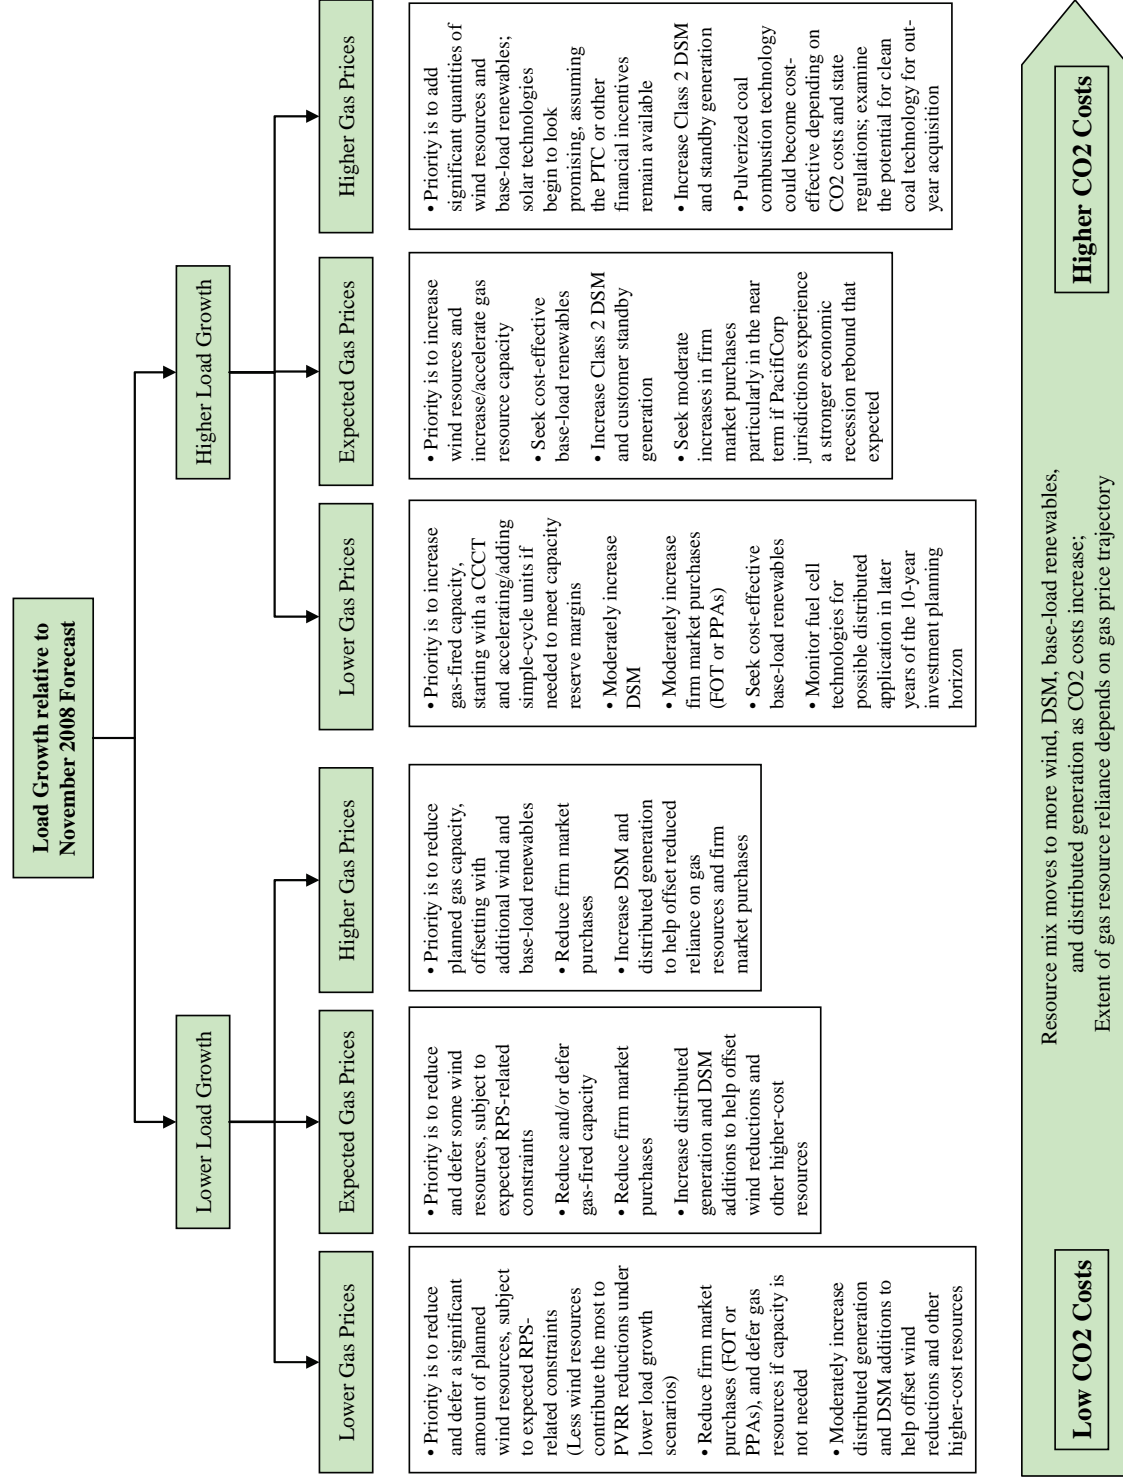 Load Growth relative to
November 2008 Forecast
Lower Load Growth
Higher Load Growth
Lower Gas Prices
Expected Gas Prices
Higher Gas Prices
Lower Gas Prices
Expected Gas Prices
Higher Gas Prices
• Priority is to reduce
and defer a significant
amount of planned
wind resources, subject
to expected RPS-
related constraints
(Less wind resources
contribute the most to
PVRR reductions under
lower load growth
scenarios)
• Reduce firm market
purchases (FOT or
PPAs), and defer gas
resources if capacity is
not needed
• Moderately increase
distributed generation
and DSM additions to
help offset wind
reductions and other
higher-cost resources
• Priority is to reduce
and defer some wind
resources, subject to
expected RPS-related
constraints
• Reduce and/or defer
gas-fired capacity
• Reduce firm market
purchases
• Increase distributed
generation and DSM
additions to help offset
wind reductions and
other higher-cost
resources
• Priority is to reduce
planned gas capacity,
offsetting with
additional wind and
base-load renewables
• Reduce firm market
purchases
• Increase DSM and
distributed generation
to help offset reduced
reliance on gas
resources and firm
market purchases
• Priority is to increase
gas-fired capacity,
starting with a CCCT
and accelerating/adding
simple-cycle units if
needed to meet capacity
reserve margins
• Moderately increase
DSM
• Moderately increase
firm market purchases
(FOT or PPAs)
• Seek cost-effective
base-load renewables
• Monitor fuel cell
technologies for
possible distributed
application in later
years of the 10-year
investment planning
horizon
• Priority is to increase
wind resources and
increase/accelerate gas
resource capacity
• Seek cost-effective
base-load renewables
• Increase Class 2 DSM
and customer standby
generation
• Seek moderate
increases in firm
market purchases
particularly in the near
term if PacifiCorp
jurisdictions experience
a stronger economic
recession rebound that
expected
• Priority is to add
significant quantities of
wind resources and
base-load renewables;
solar technologies
begin to look
promising, assuming
the PTC or other
financial incentives
remain available
• Increase Class 2 DSM
and standby generation
• Pulverized coal
combustion technology
could become cost-
effective depending on
CO2 costs and state
regulations; examine
the potential for clean
coal technology for out-
year acquisition
Low CO2 Costs
Resource mix moves to more wind, DSM, base-load renewables,
and distributed generation as CO2 costs increase;
Extent of gas resource reliance depends on gas price trajectory
Higher CO2 Costs